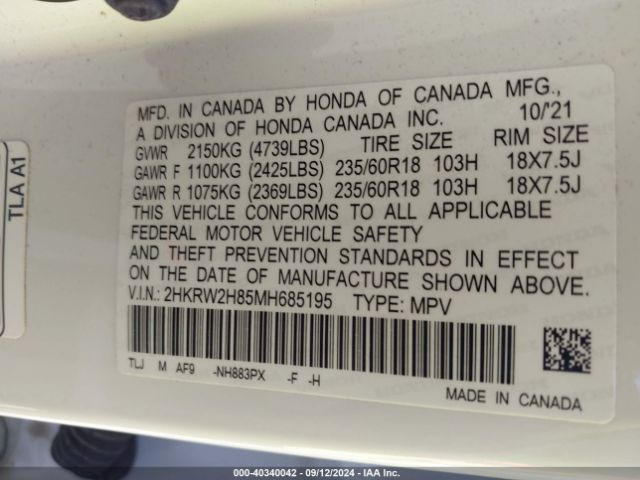 MFD. IN CANADA BY HONDA OF CANADA MFG.,
A DIVISION OF HONDA CANADA INC. 10/'21
GVWR 2150KG (4739LBS) TIRE SIZE RIM SIZE
GAWR F 1100KG (2425LBS) 235/60R18 103H 18X7.5J
GAWR R 1075KG (2369LBS) 235/60R18 103H 18X7.5J
THIS VEHICLE CONFORMS TO ALL APPLICABLE
FEDERAL MOTOR VEHICLE SAFETY
AND THEFT PREVENTION STANDARDS IN EFFECT
ON THE DATE OF MANUFACTURE SHOWN ABOVE.
V.I.N.: 2HKRW2H85MH685195 TYPE: MPV
TLJ M AF9 -NH883PX -F -H
MADE IN CANADA
TLA A1
000-40340042 - 09/12/2024 - IAA Inc.